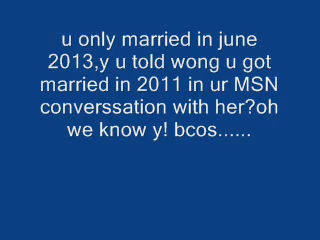 u only married in june
2013,y u told wong u got
married in 2011 in ur MSN
converssation with her?oh
we know y! bcos......